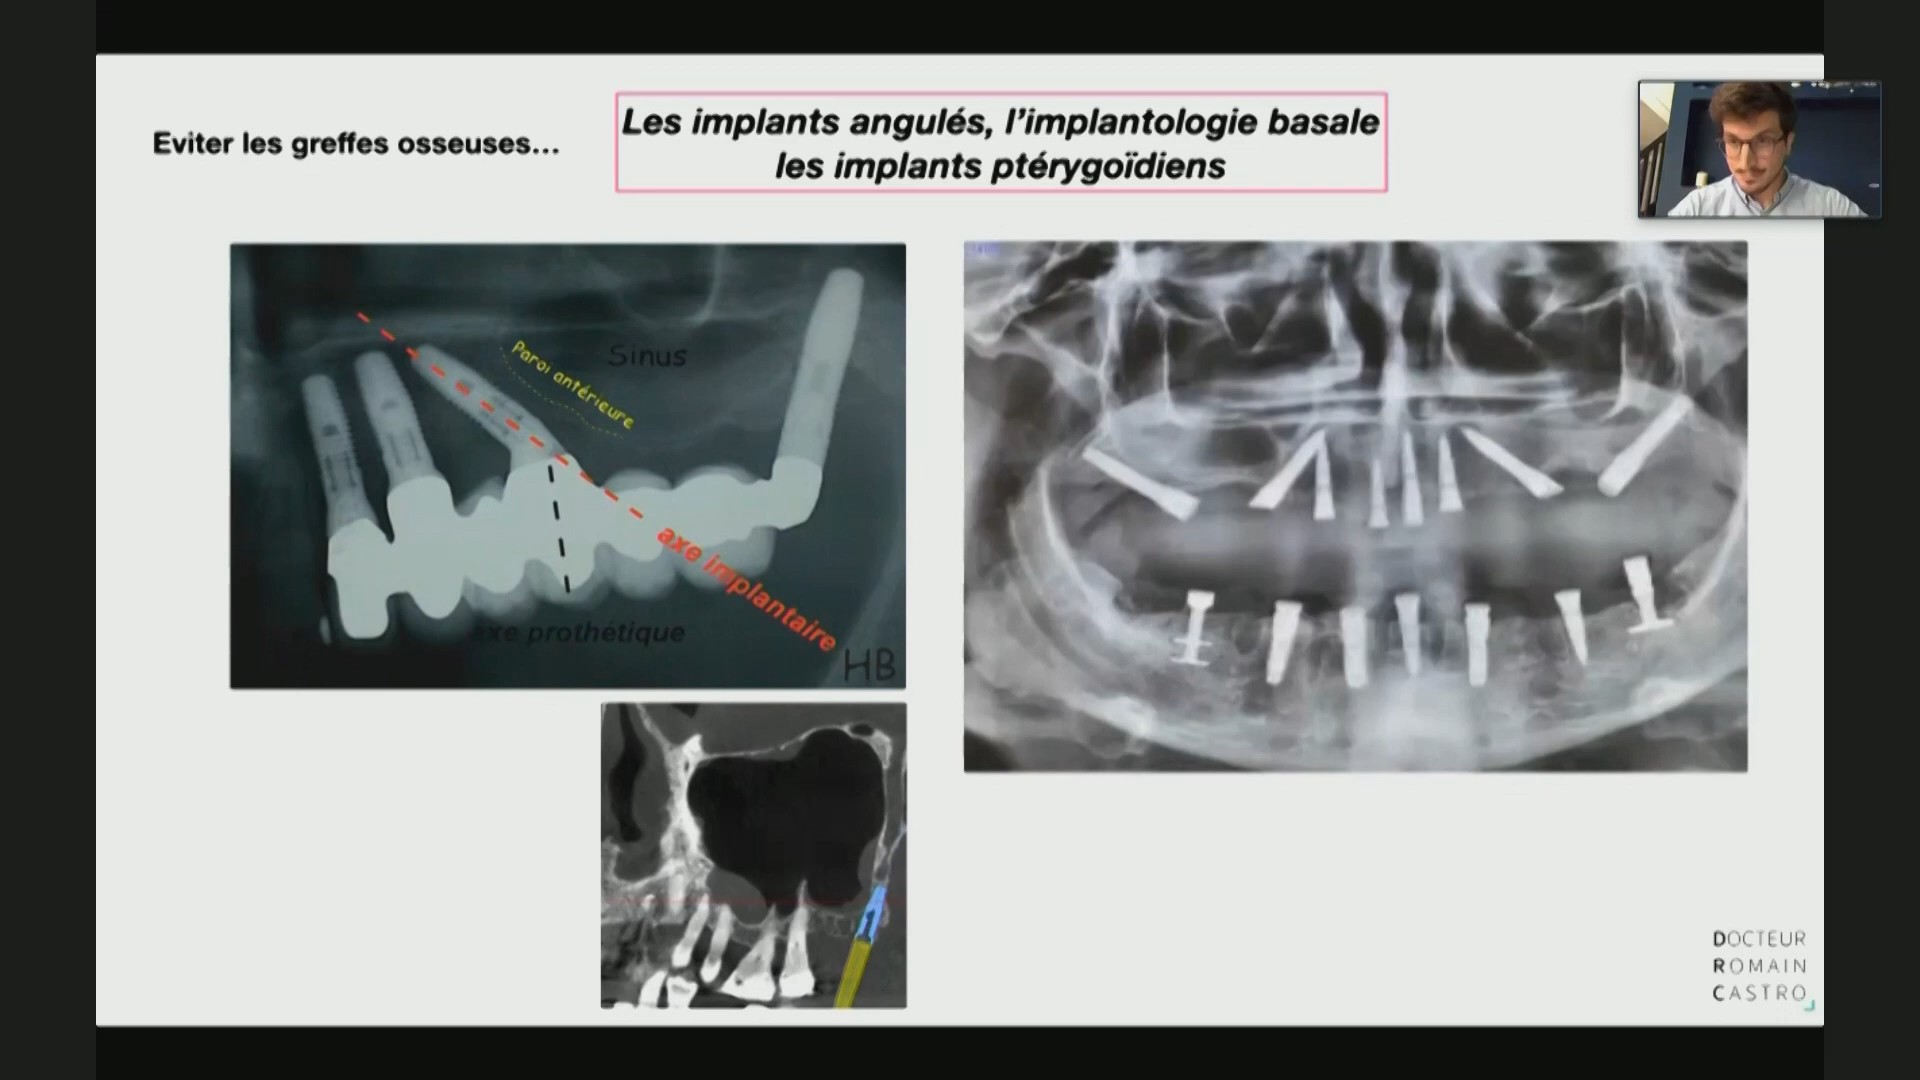 Eviter les greffes osseuses...
Les implants angulés, l'implantologie basale
les implants ptérygoïdiens
Paroi antérieure
Sinus
axe implantaire
axe prothétique
HB
DOCTEUR
ROMAIN
CASTRO